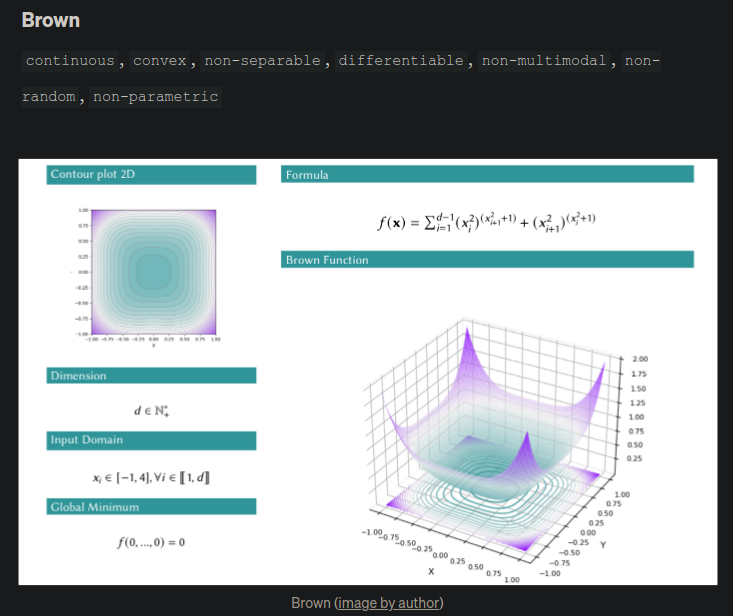 Brown
continuous, convex, non-separable, differentiable, non-multimodal, non-
random, non-parametric
Contour plot 2D
Formula
f(x) = ∑_{i=1}^{d−1}(x_i^2)^{(x_{i+1}^2+1)} + (x_{i+1}^2)^{(x_i^2+1)}
Brown Function
1.00
0.75
0.50
0.25
0.00
−0.25
−0.50
−0.75
−1.00
−1.00 −0.75 −0.50 −0.25 0.00 0.25 0.50 0.75 1.00
X
Dimension
d ∈ ℕ₊*
Input Domain
x_i ∈ [−1, 4], ∀i ∈ ⟦1, d⟧
Global Minimum
f(0, ..., 0) = 0
2.00
1.75
1.50
1.25
1.00
0.75
0.50
0.25
−1.00 −0.75 −0.50 −0.25 0.00 0.25 0.50 0.75 1.00
X
1.00
0.75
0.50
0.25
0.00
−0.25
−0.50
−0.75
−1.00
Y
Brown (image by author)